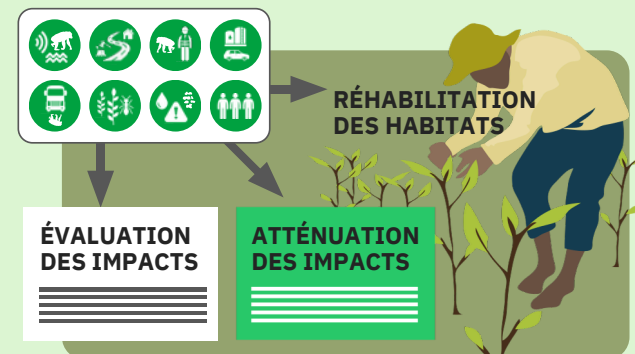 RÉHABILITATION
DES HABITATS
ÉVALUATION
DES IMPACTS
ATTÉNUATION
DES IMPACTS